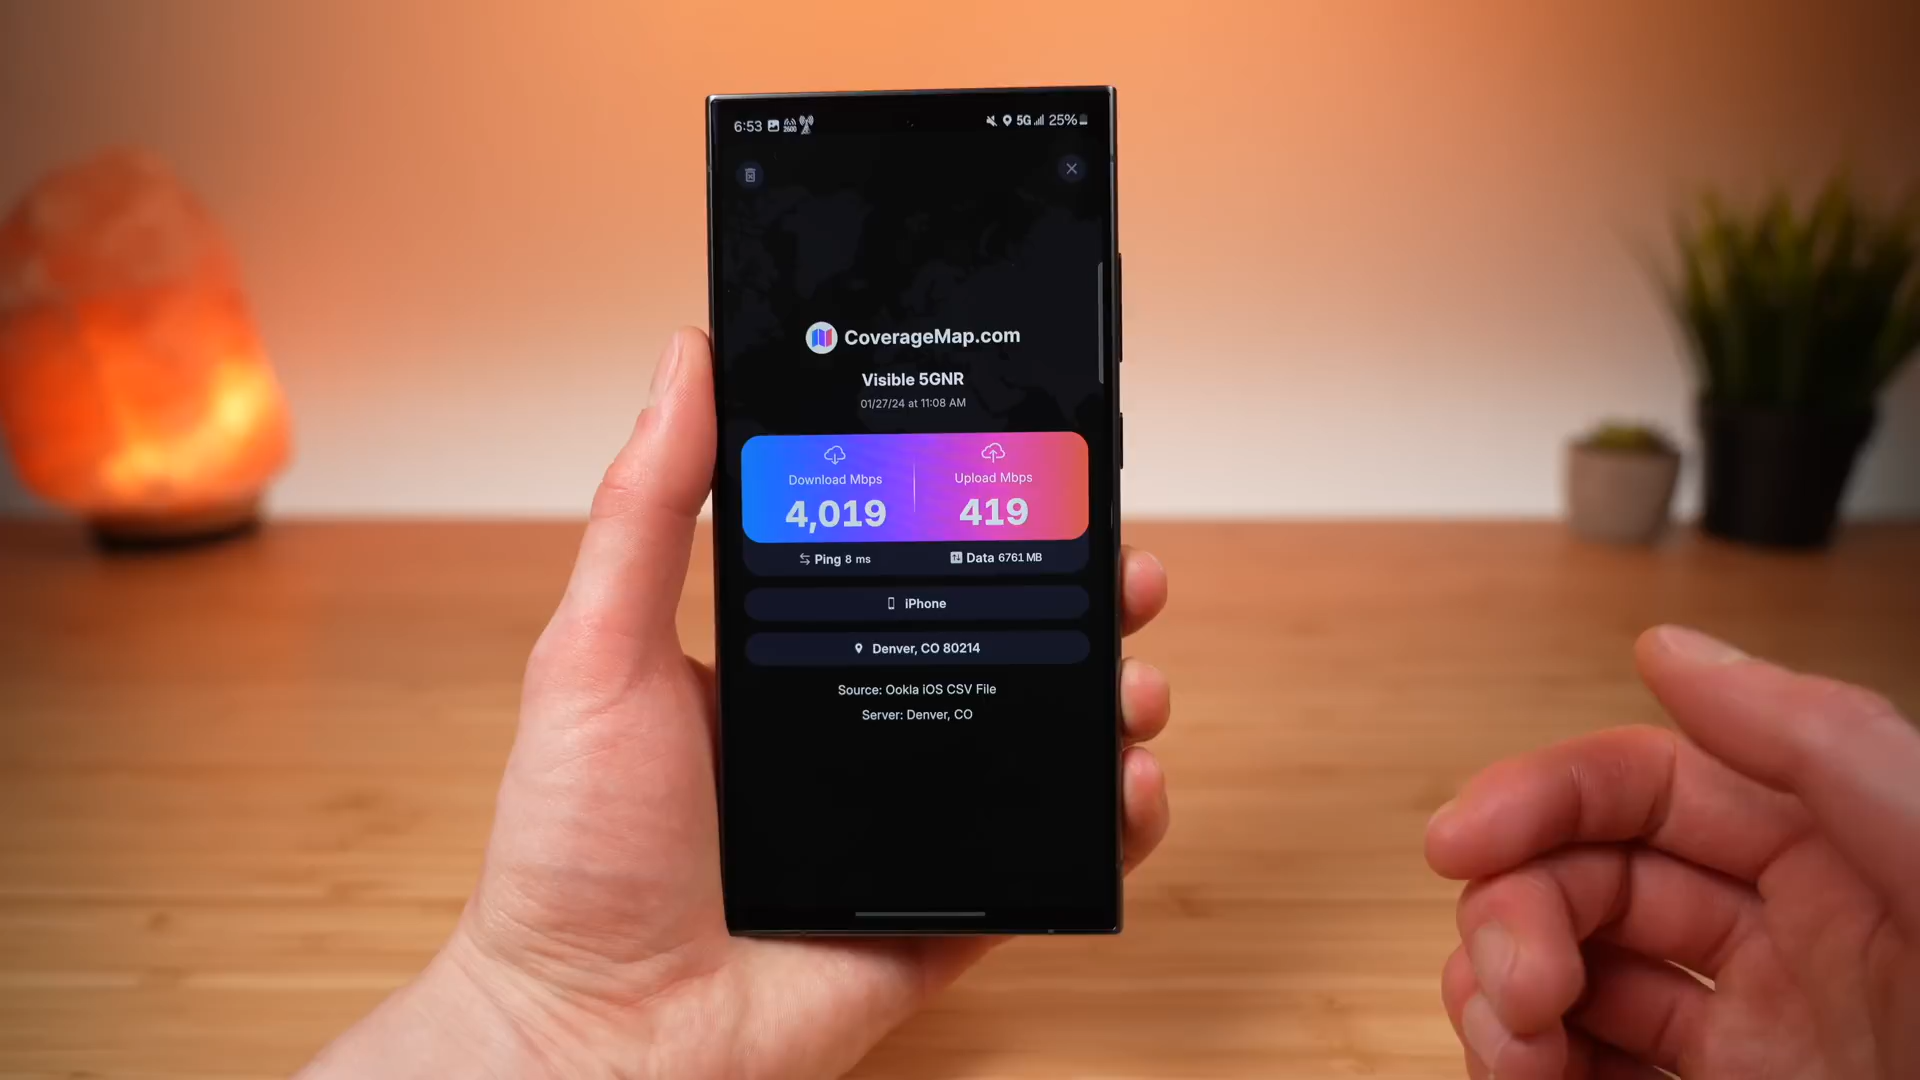 6:53 2600 5G 25%
CoverageMap.com
Visible 5GNR
01/27/24 at 11:08 AM
Download Mbps Upload Mbps
4,019 419
Ping 8 ms Data 6761 MB
iPhone
Denver, CO 80214
Source: Ookla iOS CSV File
Server: Denver, CO